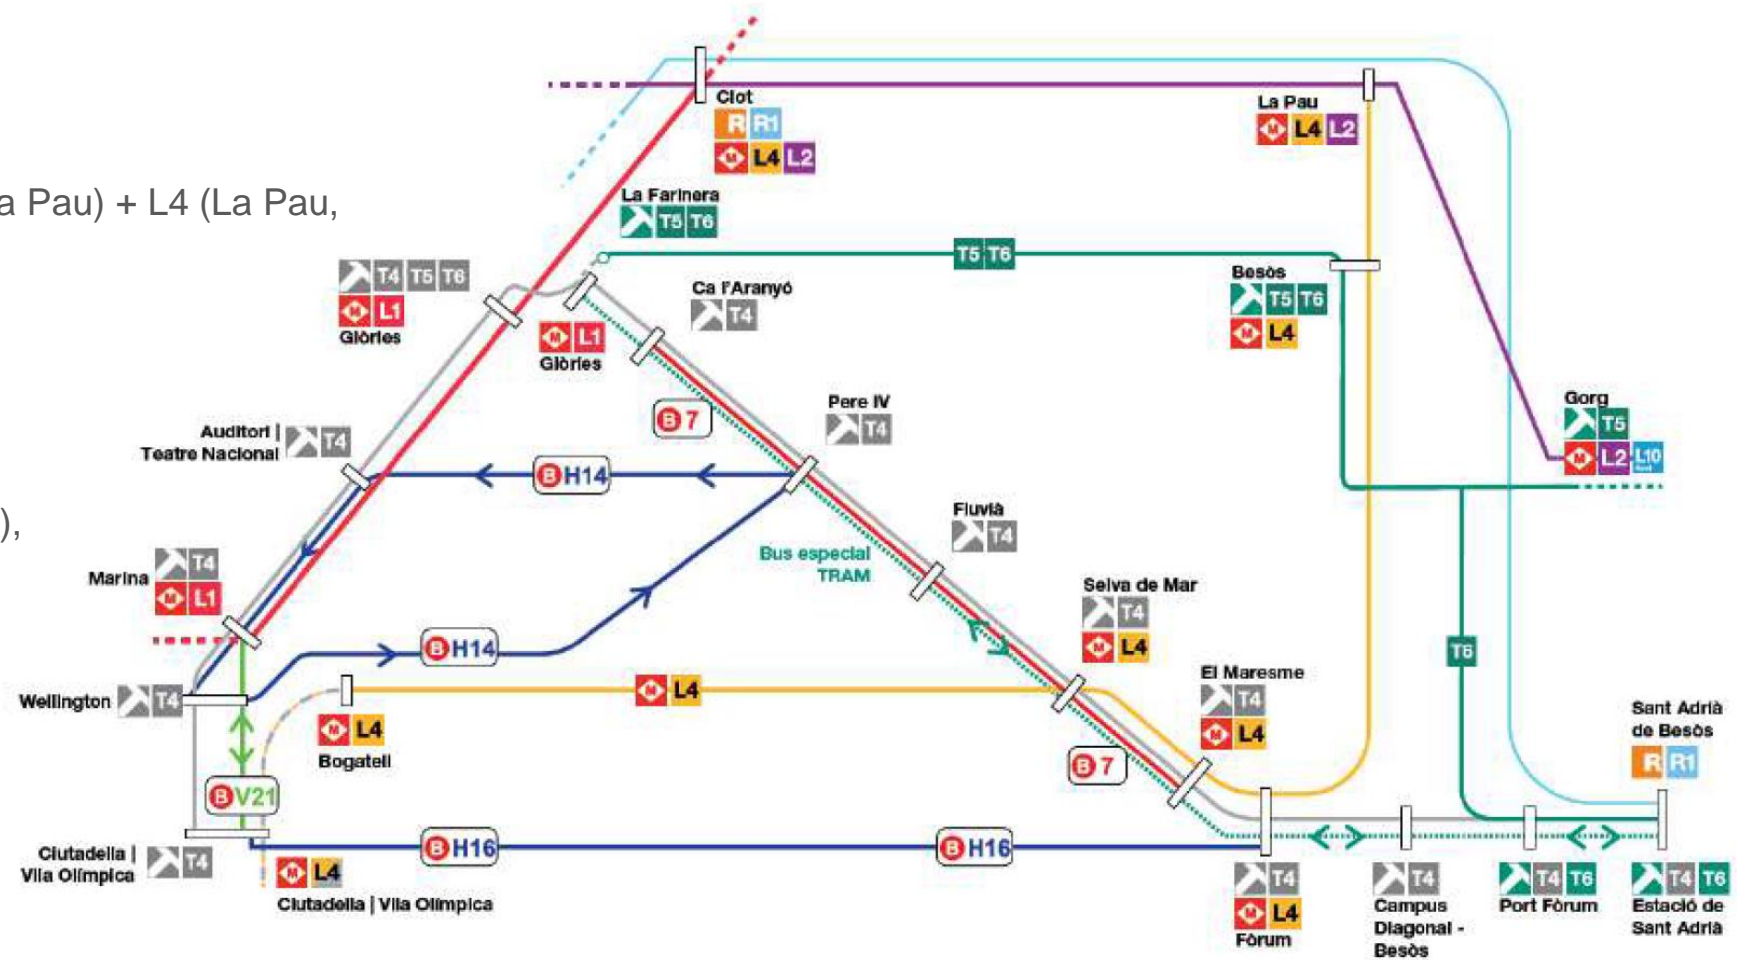 Clot
R R1
M L4 L2
La Pau
M L4 L2
a Pau) + L4 (La Pau,
La Farinera
T5 T6
T5 T6
T4 T5 T6
M L1
Glòries
M L1
Glòries
Ca l'Aranyó
T4
Besòs
T5 T6
M L4
B 7
Pere IV
T4
Gorg
T5
M L2 L10
Auditori |
Teatre Nacional
T4
B H14
),
Fluvià
T4
Bus especial
TRAM
Marina
T4
M L1
Selva de Mar
T4
M L4
B H14
T6
El Maresme
T4
M L4
Wellington
T4
M L4
M L4
Bogatell
Sant Adrià
de Besòs
R R1
B 7
B V21
B H16
B H16
Ciutadella |
Vila Olímpica
T4
M L4
Ciutadella | Vila Olímpica
T4
M L4
Fòrum
T4
Campus
Diagonal -
Besòs
T4 T6
Port Fòrum
T4 T6
Estació de
Sant Adrià